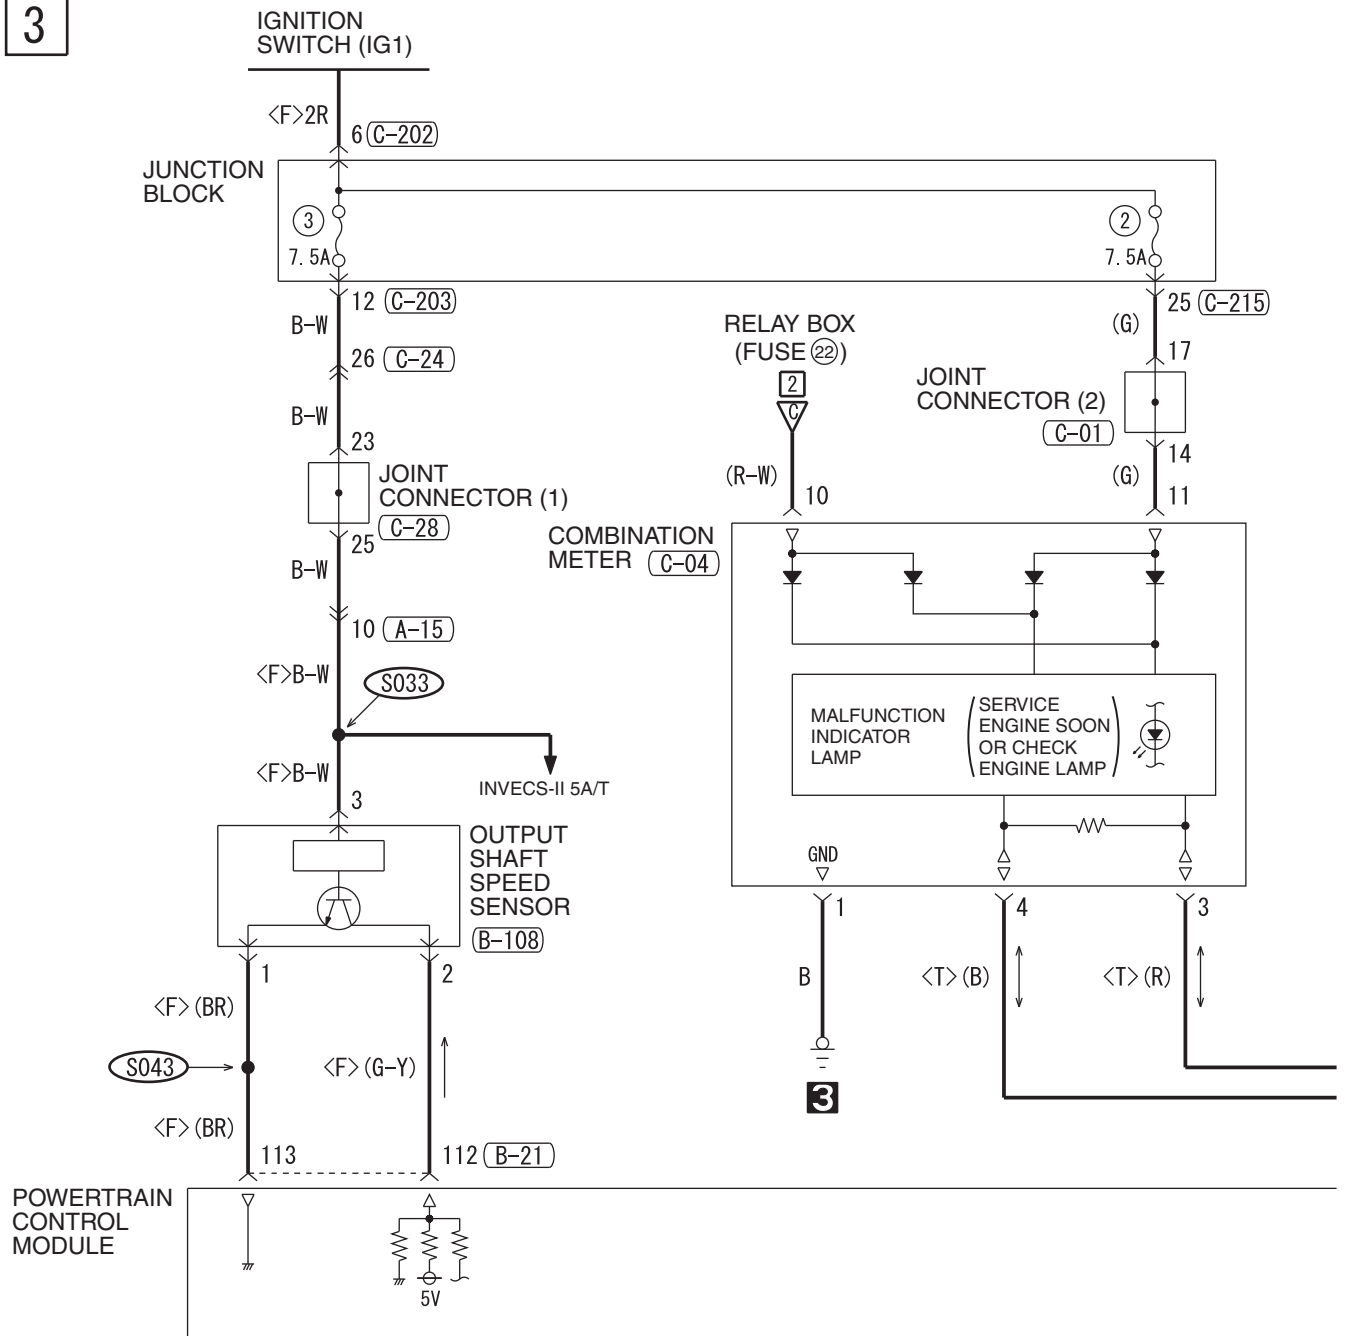 3
IGNITION
SWITCH (IG1)
<F>2R
6 C-202
JUNCTION
BLOCK
3
7.5A
2
7.5A
12 C-203
B-W
26 C-24
B-W
23
JOINT
CONNECTOR (1)
C-28
25
B-W
10 A-15
<F>B-W
S033
<F>B-W
INVECS-II 5A/T
3
OUTPUT
SHAFT
SPEED
SENSOR
B-108
1
2
<F>(BR)
S043
<F>(G-Y)
<F>(BR)
113
112 B-21
POWERTRAIN
CONTROL
MODULE
5V
25 C-215
(G)
17
JOINT
CONNECTOR (2)
C-01
14
(G)
11
RELAY BOX
(FUSE 22)
2
C
(R-W)
10
COMBINATION
METER C-04
MALFUNCTION
INDICATOR
LAMP
(SERVICE
ENGINE SOON
OR CHECK
ENGINE LAMP)
GND
1
4
3
B
<T>(B)
<T>(R)
3